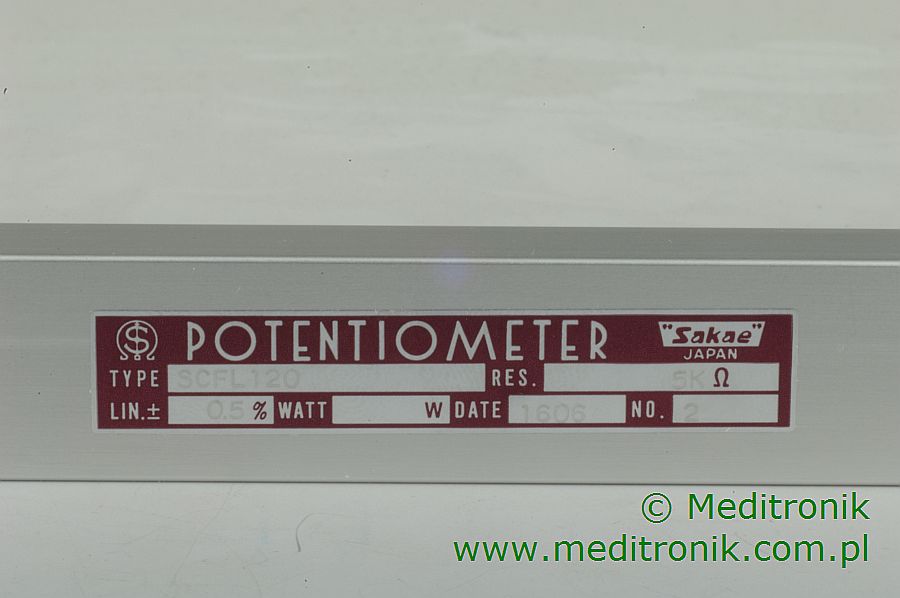 POTENTIOMETER "Sakae"
JAPAN
TYPE SCFL120 RES. 5K Ω
LIN.± 0.5 % WATT W DATE 1606 NO. 2
© Meditronik
www.meditronik.com.pl